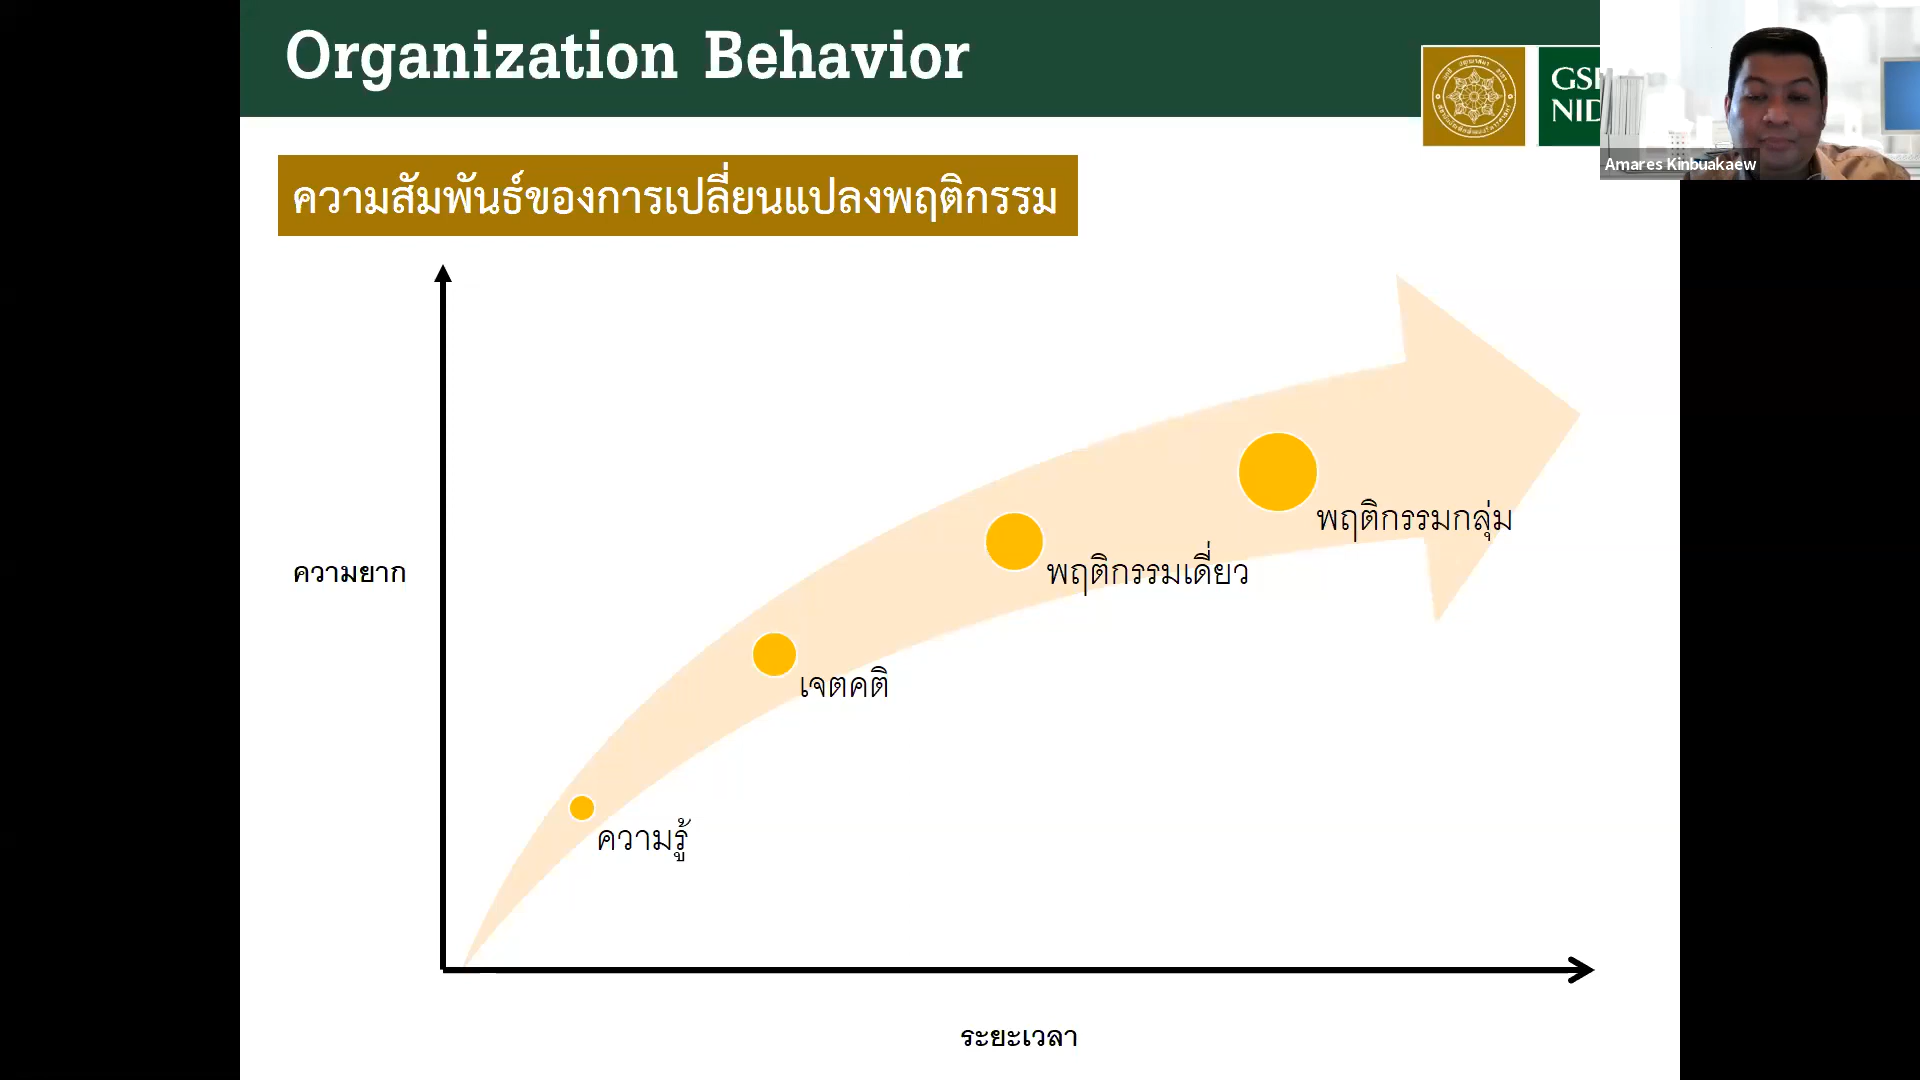 Organization Behavior
GS
NID
Amares Kinbuakaew
ความสัมพันธ์ของการเปลี่ยนแปลงพฤติกรรม
พฤติกรรมกลุ่ม
ความยาก
พฤติกรรมเดี่ยว
เจตคติ
ความรู้
ระยะเวลา